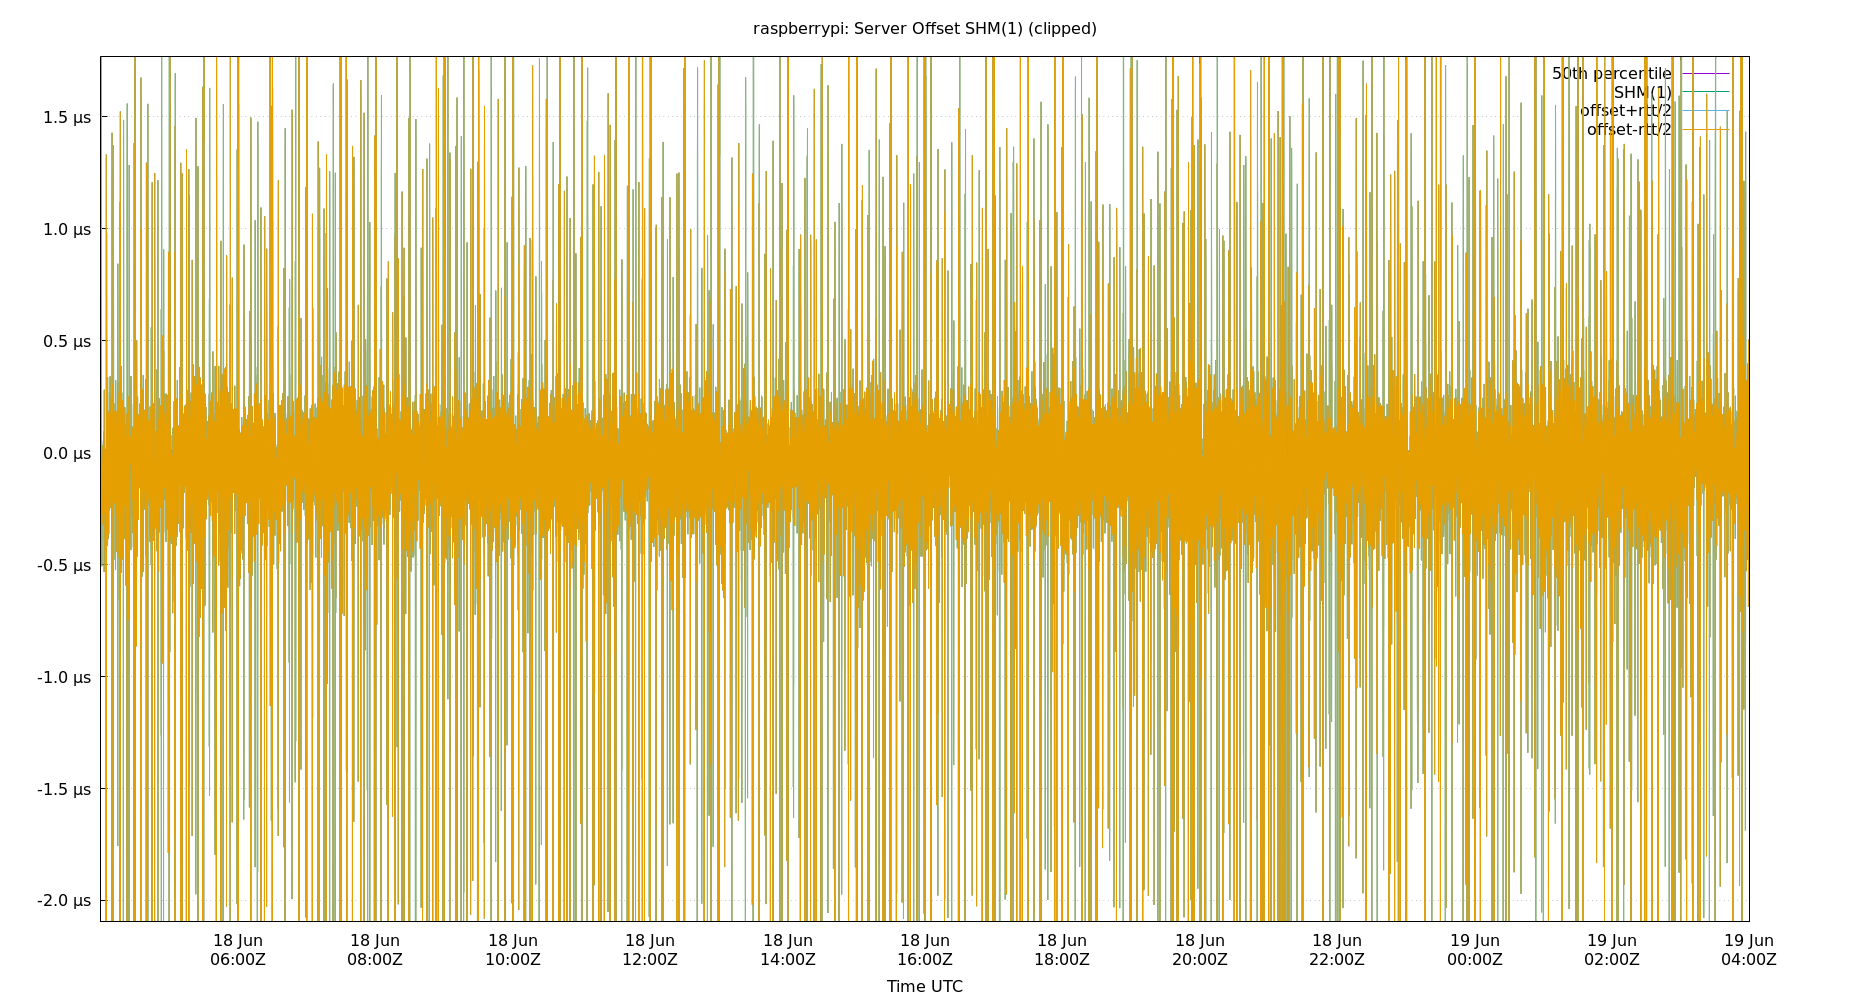 raspberrypi: Server Offset SHM(1) (clipped)
50th percentile
SHM(1)
offset+rtt/2
offset-rtt/2
1.5 µs
1.0 µs
0.5 µs
0.0 µs
-0.5 µs
-1.0 µs
-1.5 µs
-2.0 µs
18 Jun 18 Jun 18 Jun 18 Jun 18 Jun 18 Jun 18 Jun 18 Jun 18 Jun 19 Jun 19 Jun 19 Jun
06:00Z 08:00Z 10:00Z 12:00Z 14:00Z 16:00Z 18:00Z 20:00Z 22:00Z 00:00Z 02:00Z 04:00Z
Time UTC